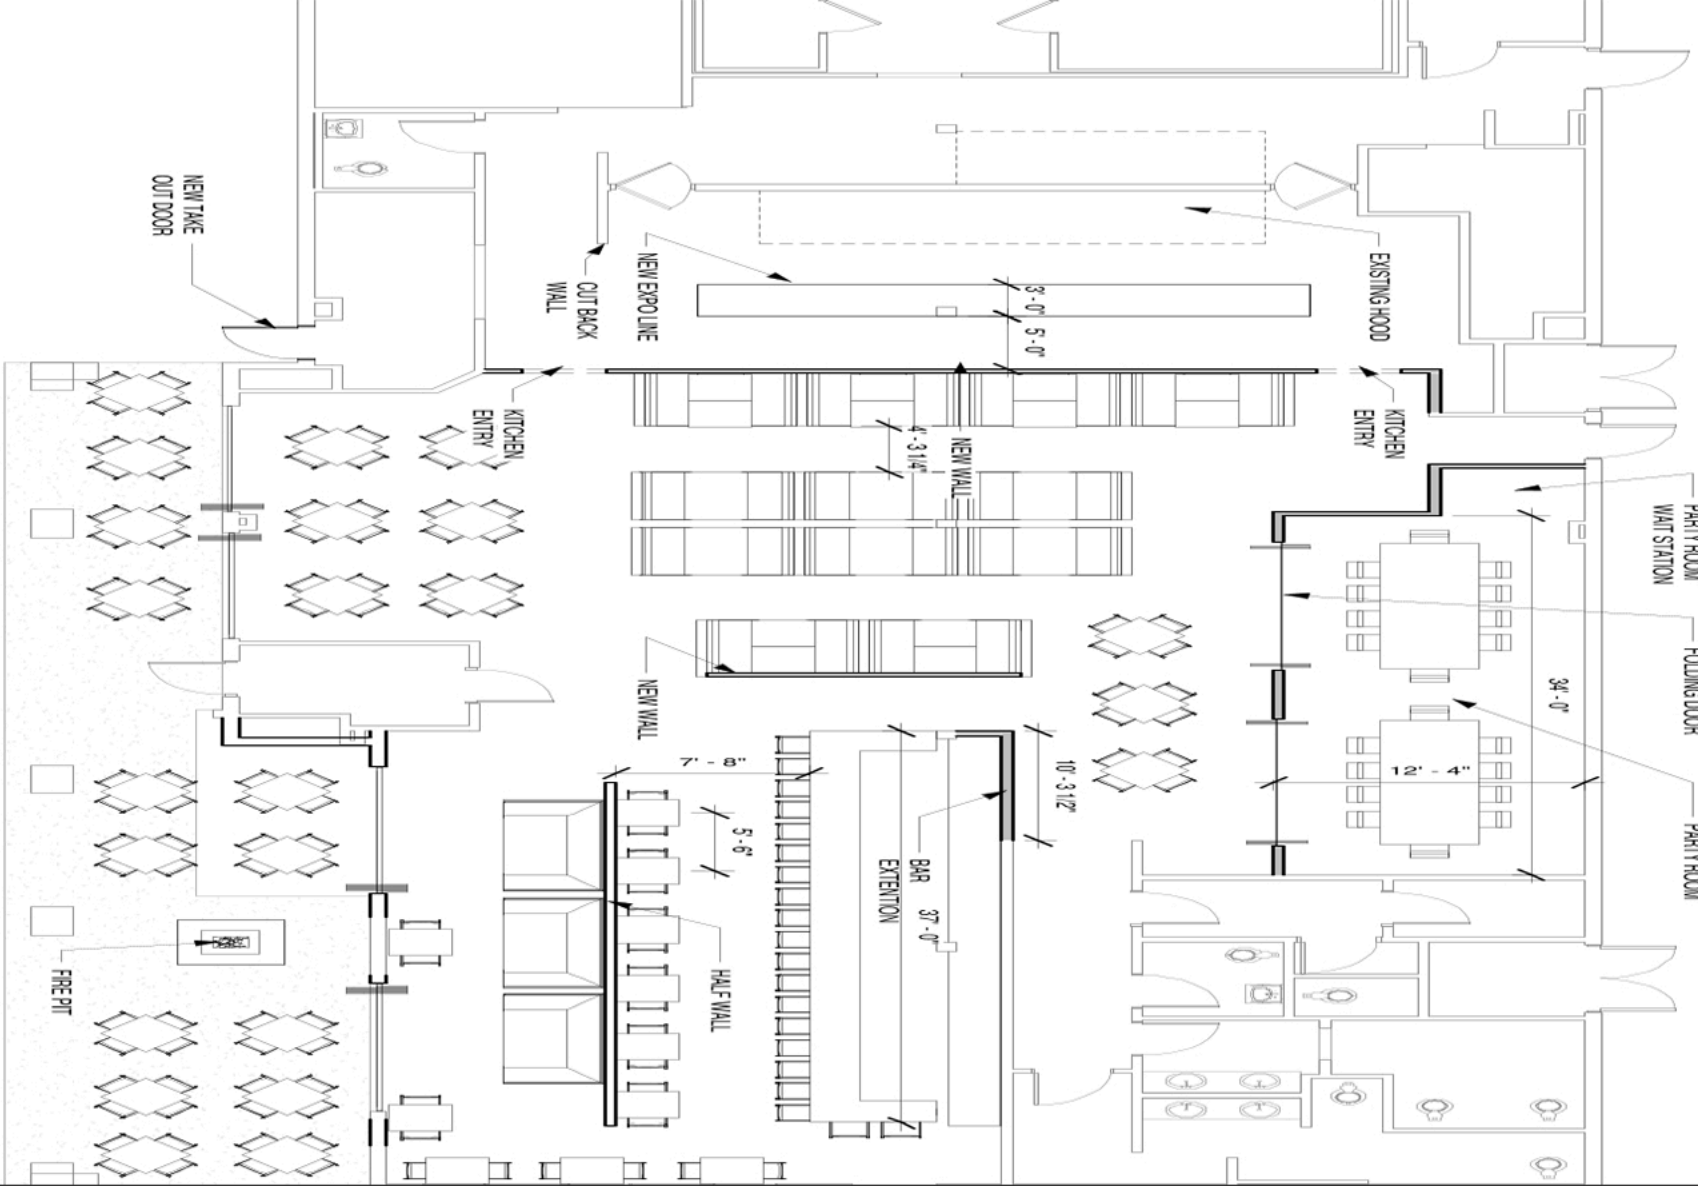 NEW TAKE
OUT DOOR
CUT BACK
WALL
NEW EXPO LINE
3' - 0"
5' - 0"
EXISTING HOOD
KITCHEN
ENTRY
KITCHEN
ENTRY
4' - 3 1/4"
NEW WALL
PARTY ROOM
WAIT STATION
FOLDING DOOR
PARTY ROOM
34' - 0"
12' - 4"
NEW WALL
7' - 8"
5' - 6"
10' - 3 1/2"
BAR
EXTENTION
37' - 0"
HALF WALL
FIRE PIT